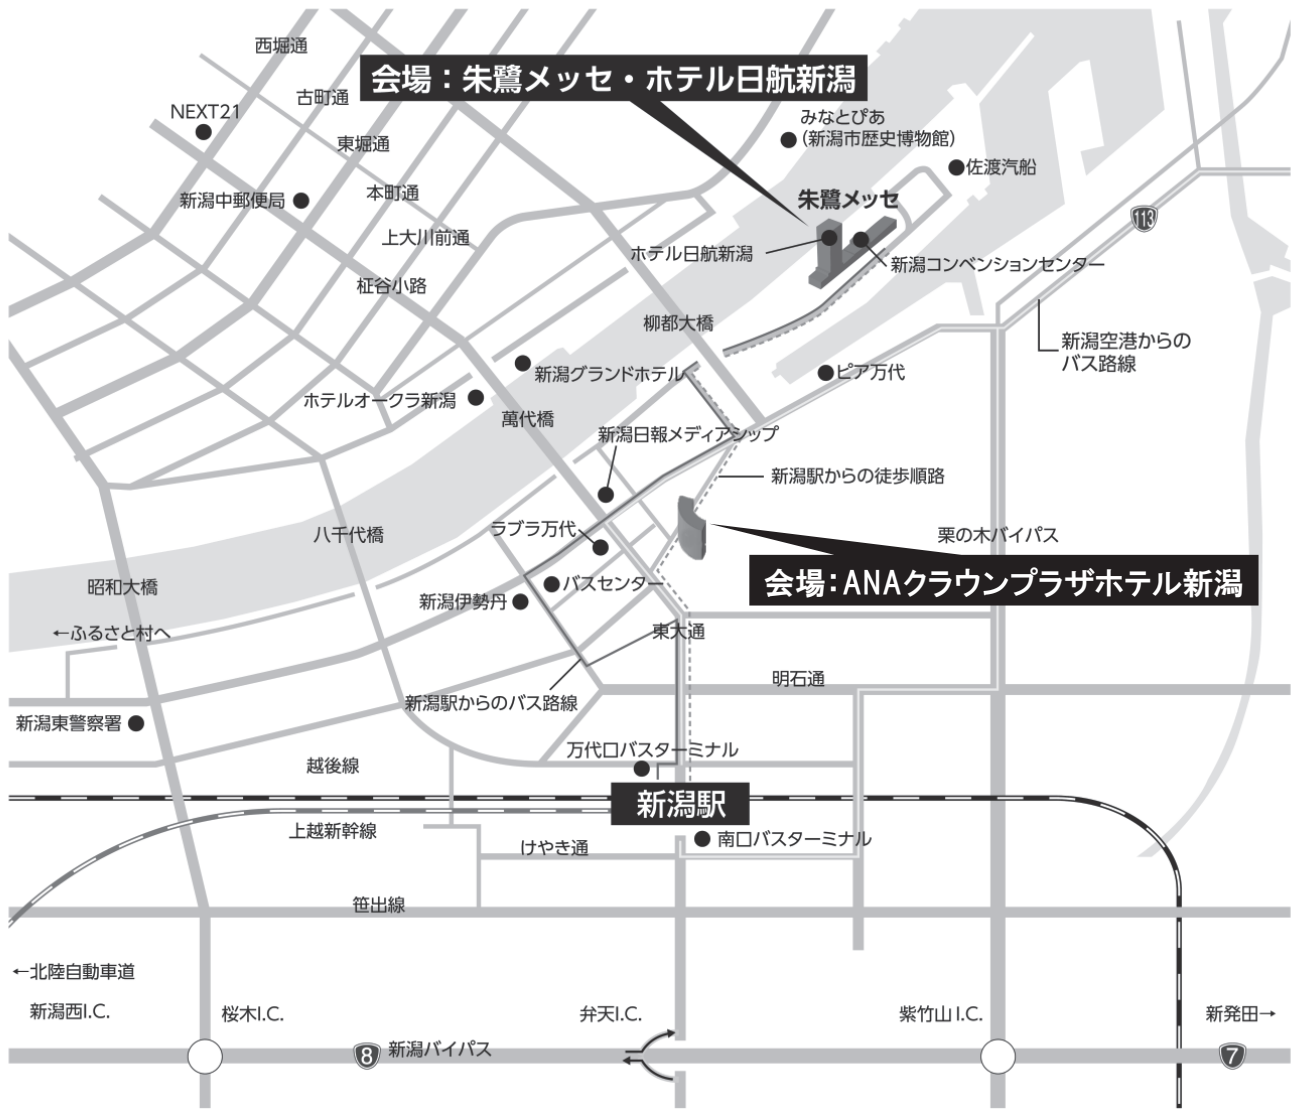 西堀通
会場：朱鷺メッセ・ホテル日航新潟
古町通
NEXT21
みなとぴあ
(新潟市歴史博物館)
東堀通
佐渡汽船
本町通
新潟中郵便局
朱鷺メッセ
113
上大川前通
ホテル日航新潟
新潟コンベンションセンター
柾谷小路
柳都大橋
新潟空港からの
バス路線
新潟グランドホテル
ピア万代
ホテルオークラ新潟
萬代橋
新潟日報メディアシップ
新潟駅からの徒歩順路
ラブラ万代
八千代橋
栗の木バイパス
会場：ANAクラウンプラザホテル新潟
昭和大橋
バスセンター
新潟伊勢丹
←ふるさと村へ
東大通
明石通
新潟駅からのバス路線
新潟東警察署
万代口バスターミナル
越後線
新潟駅
上越新幹線
南口バスターミナル
けやき通
笹出線
←北陸自動車道
新潟西I.C.
桜木I.C.
弁天I.C.
紫竹山I.C.
新発田→
8
新潟バイパス
7